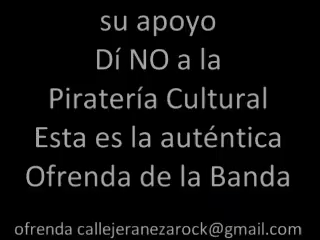 su apoyo
Dí NO a la
Piratería Cultural
Esta es la auténtica
Ofrenda de la Banda
ofrenda callejeranezarock@gmail.com